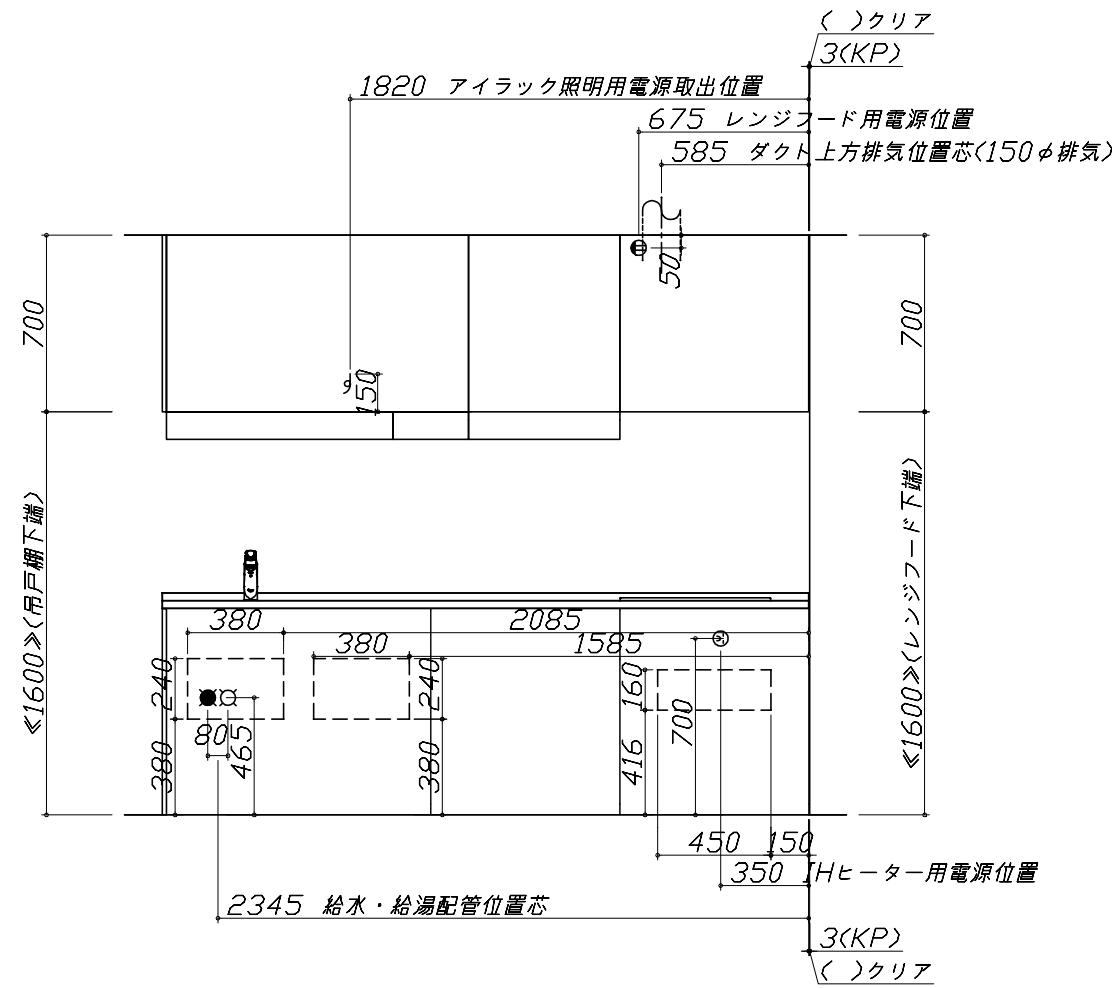 ( )クリア
3(KP)
1820 アイラック照明用電源取出位置
675 レンジフード用電源位置
585 ダクト上方排気位置芯(150φ排気)
50
700
700
150
≪1600≫(吊戸棚下端)
≪1600≫(レンジフード下端)
380
2085
380
1585
240
240
160
700
80
465
380
380
416
450
150
350 IHヒーター用電源位置
2345 給水・給湯配管位置芯
3(KP)
( )クリア